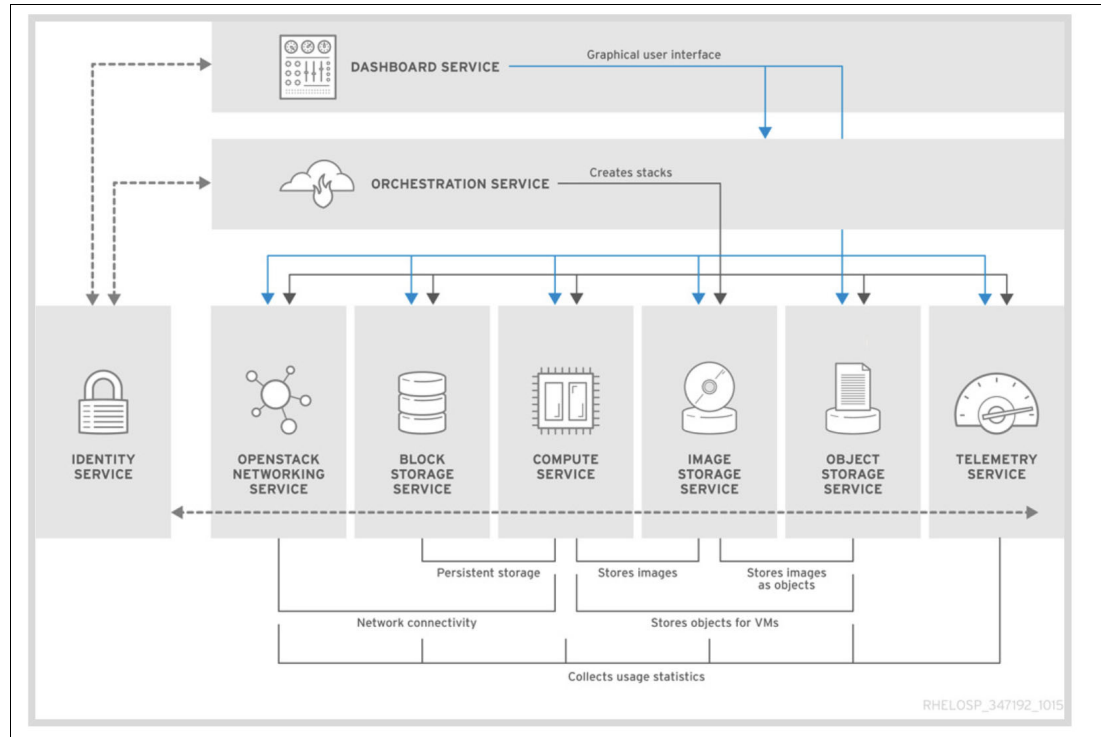 Graphical user interface
DASHBOARD SERVICE
Creates stacks
ORCHESTRATION SERVICE
IDENTITY
SERVICE
OPENSTACK
NETWORKING
SERVICE
BLOCK
STORAGE
SERVICE
COMPUTE
SERVICE
IMAGE
STORAGE
SERVICE
OBJECT
STORAGE
SERVICE
TELEMETRY
SERVICE
Persistent storage
Stores images
Stores images
as objects
Network connectivity
Stores objects for VMs
Collects usage statistics
RHELOSP_347192_1015